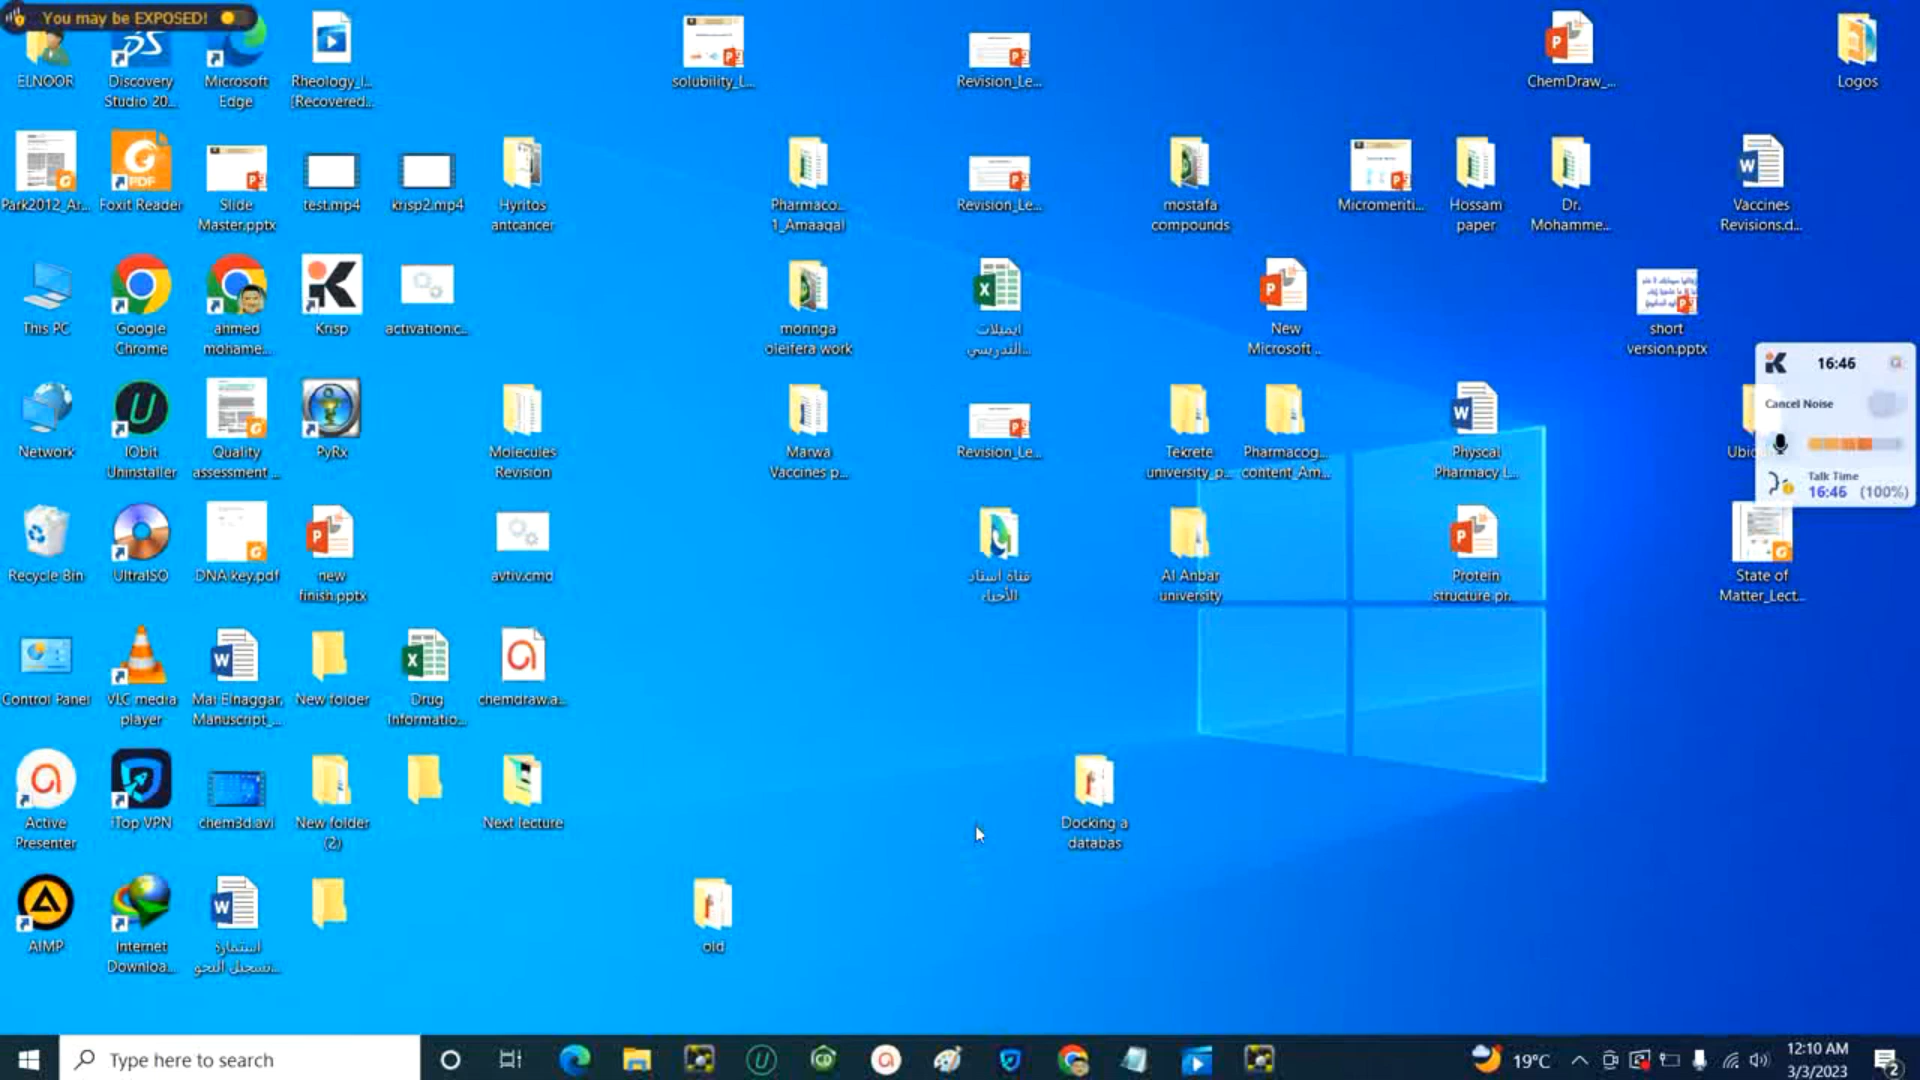 You may be EXPOSED!
ELNOOR
Discovery
Studio 20...
Microsoft
Edge
Rheology_l...
[Recovered...
solubility_L...
Revision_Le...
ChemDraw_...
Logos
Park2012_Ar...
Foxit Reader
Slide
Master.pptx
test.mp4
krisp2.mp4
Hyritos
antcancer
Pharmaco...
1_Amaaqal
Revision_Le...
mostafa
compounds
Micromeriti...
Hossam
paper
Dr.
Mohamme...
Vaccines
Revisions.d...
This PC
Google
Chrome
ahmed
mohame...
Krisp
activation.c...
moringa
oleifera work
ايميلات
التدريسي...
New
Microsoft ...
short
version.pptx
16:46
Cancel Noise
Talk Time
16:46 (100%)
Network
IObit
Uninstaller
Quality
assessment ...
PyRx
Molecules
Revision
Marwa
Vaccines p...
Revision_Le...
Tekrete
university_p...
Pharmacog...
content_Am...
Physcal
Pharmacy L...
Recycle Bin
UltraISO
DNA key.pdf
new
finish.pptx
avtiv.cmd
قناة استاد
الأحياء
Al Anbar
university
Protein
structure pr...
State of
Matter_Lect...
Control Panel
VLC media
player
Mai Elnaggar,
Manuscript_...
New folder
Drug
Informatio...
chemdraw.a...
Active
Presenter
iTop VPN
chem3d.avi
New folder
(2)
Next lecture
Docking a
databas
AIMP
Internet
Downloa...
استمارة
تسجيل النحو...
old
Type here to search
19°C
12:10 AM
3/3/2023
2